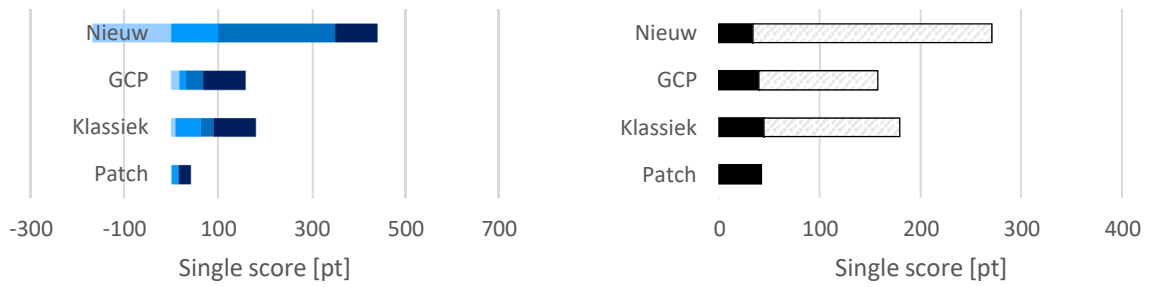 Nieuw
GCP
Klassiek
Patch
-300 -100 100 300 500 700
Single score [pt]
Nieuw
GCP
Klassiek
Patch
0 100 200 300 400
Single score [pt]